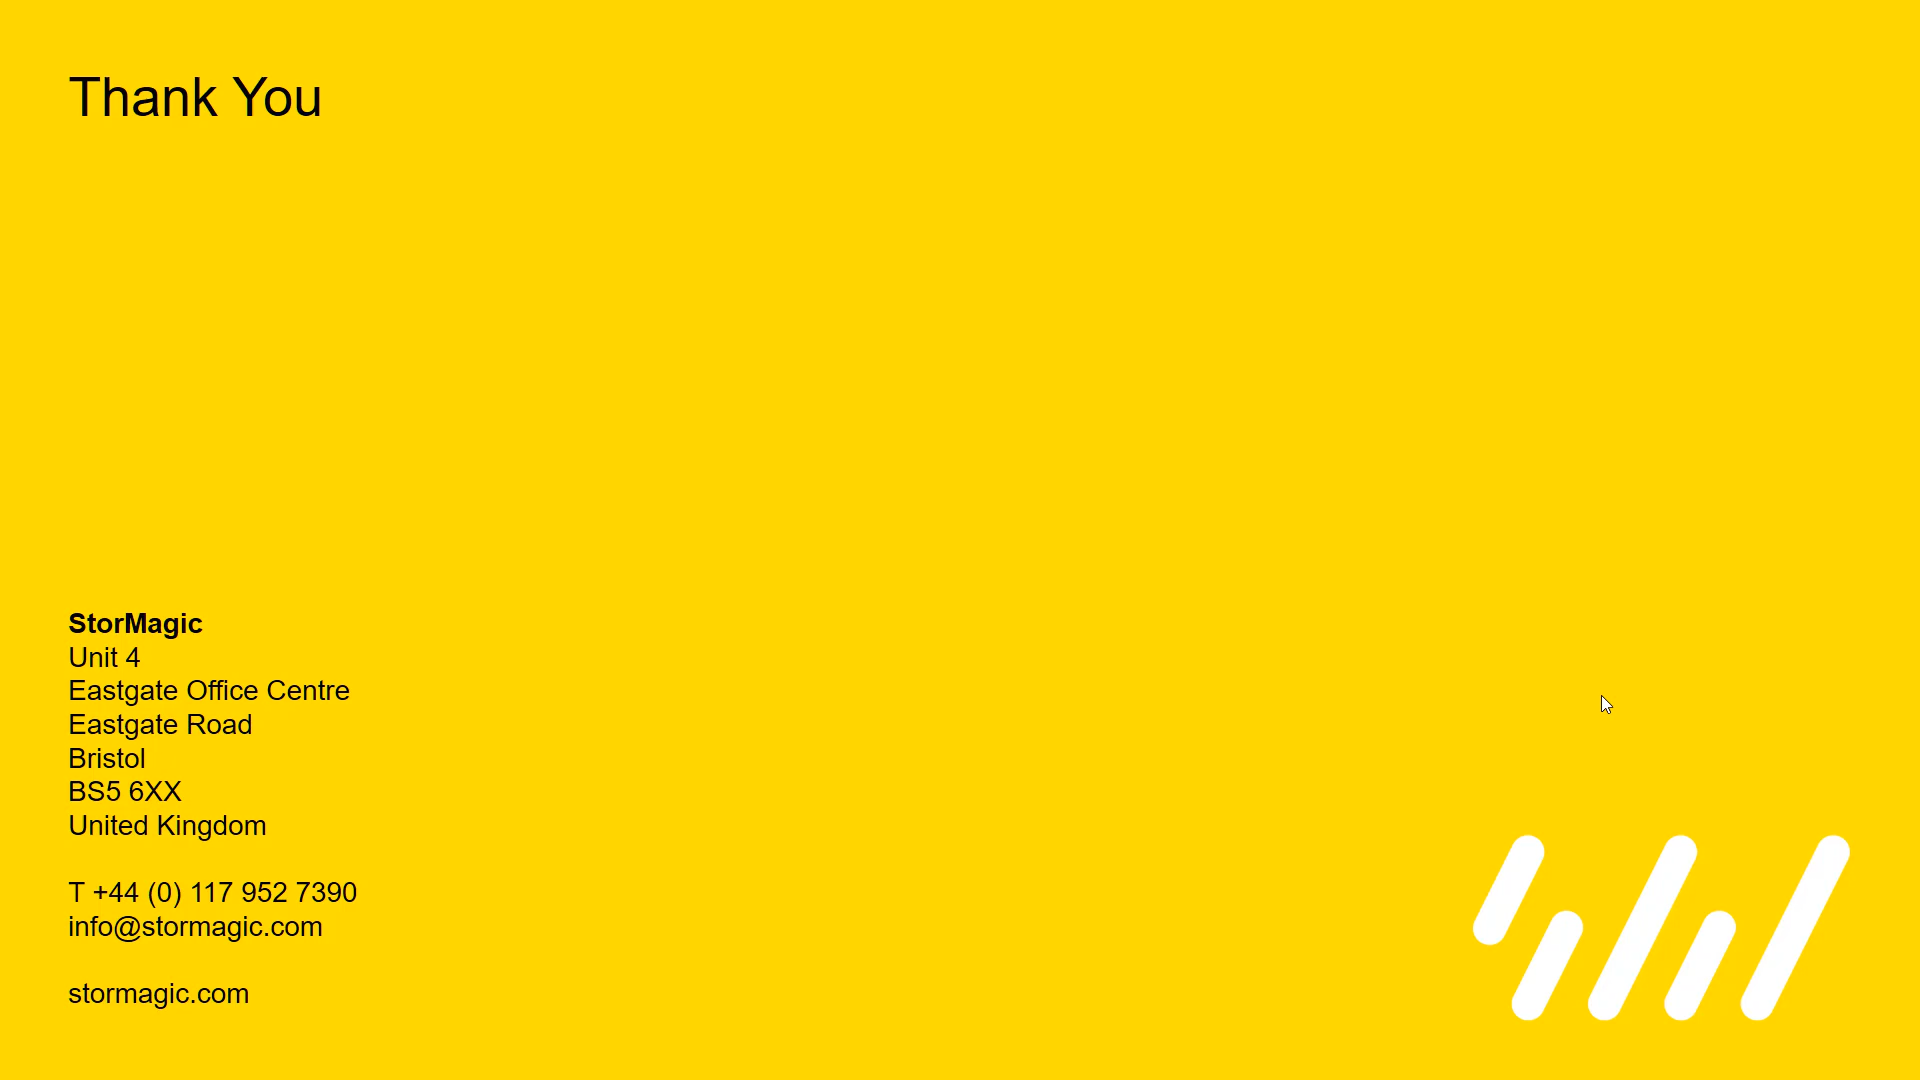 Thank You
StorMagic
Unit 4
Eastgate Office Centre
Eastgate Road
Bristol
BS5 6XX
United Kingdom
T +44 (0) 117 952 7390
info@stormagic.com
stormagic.com